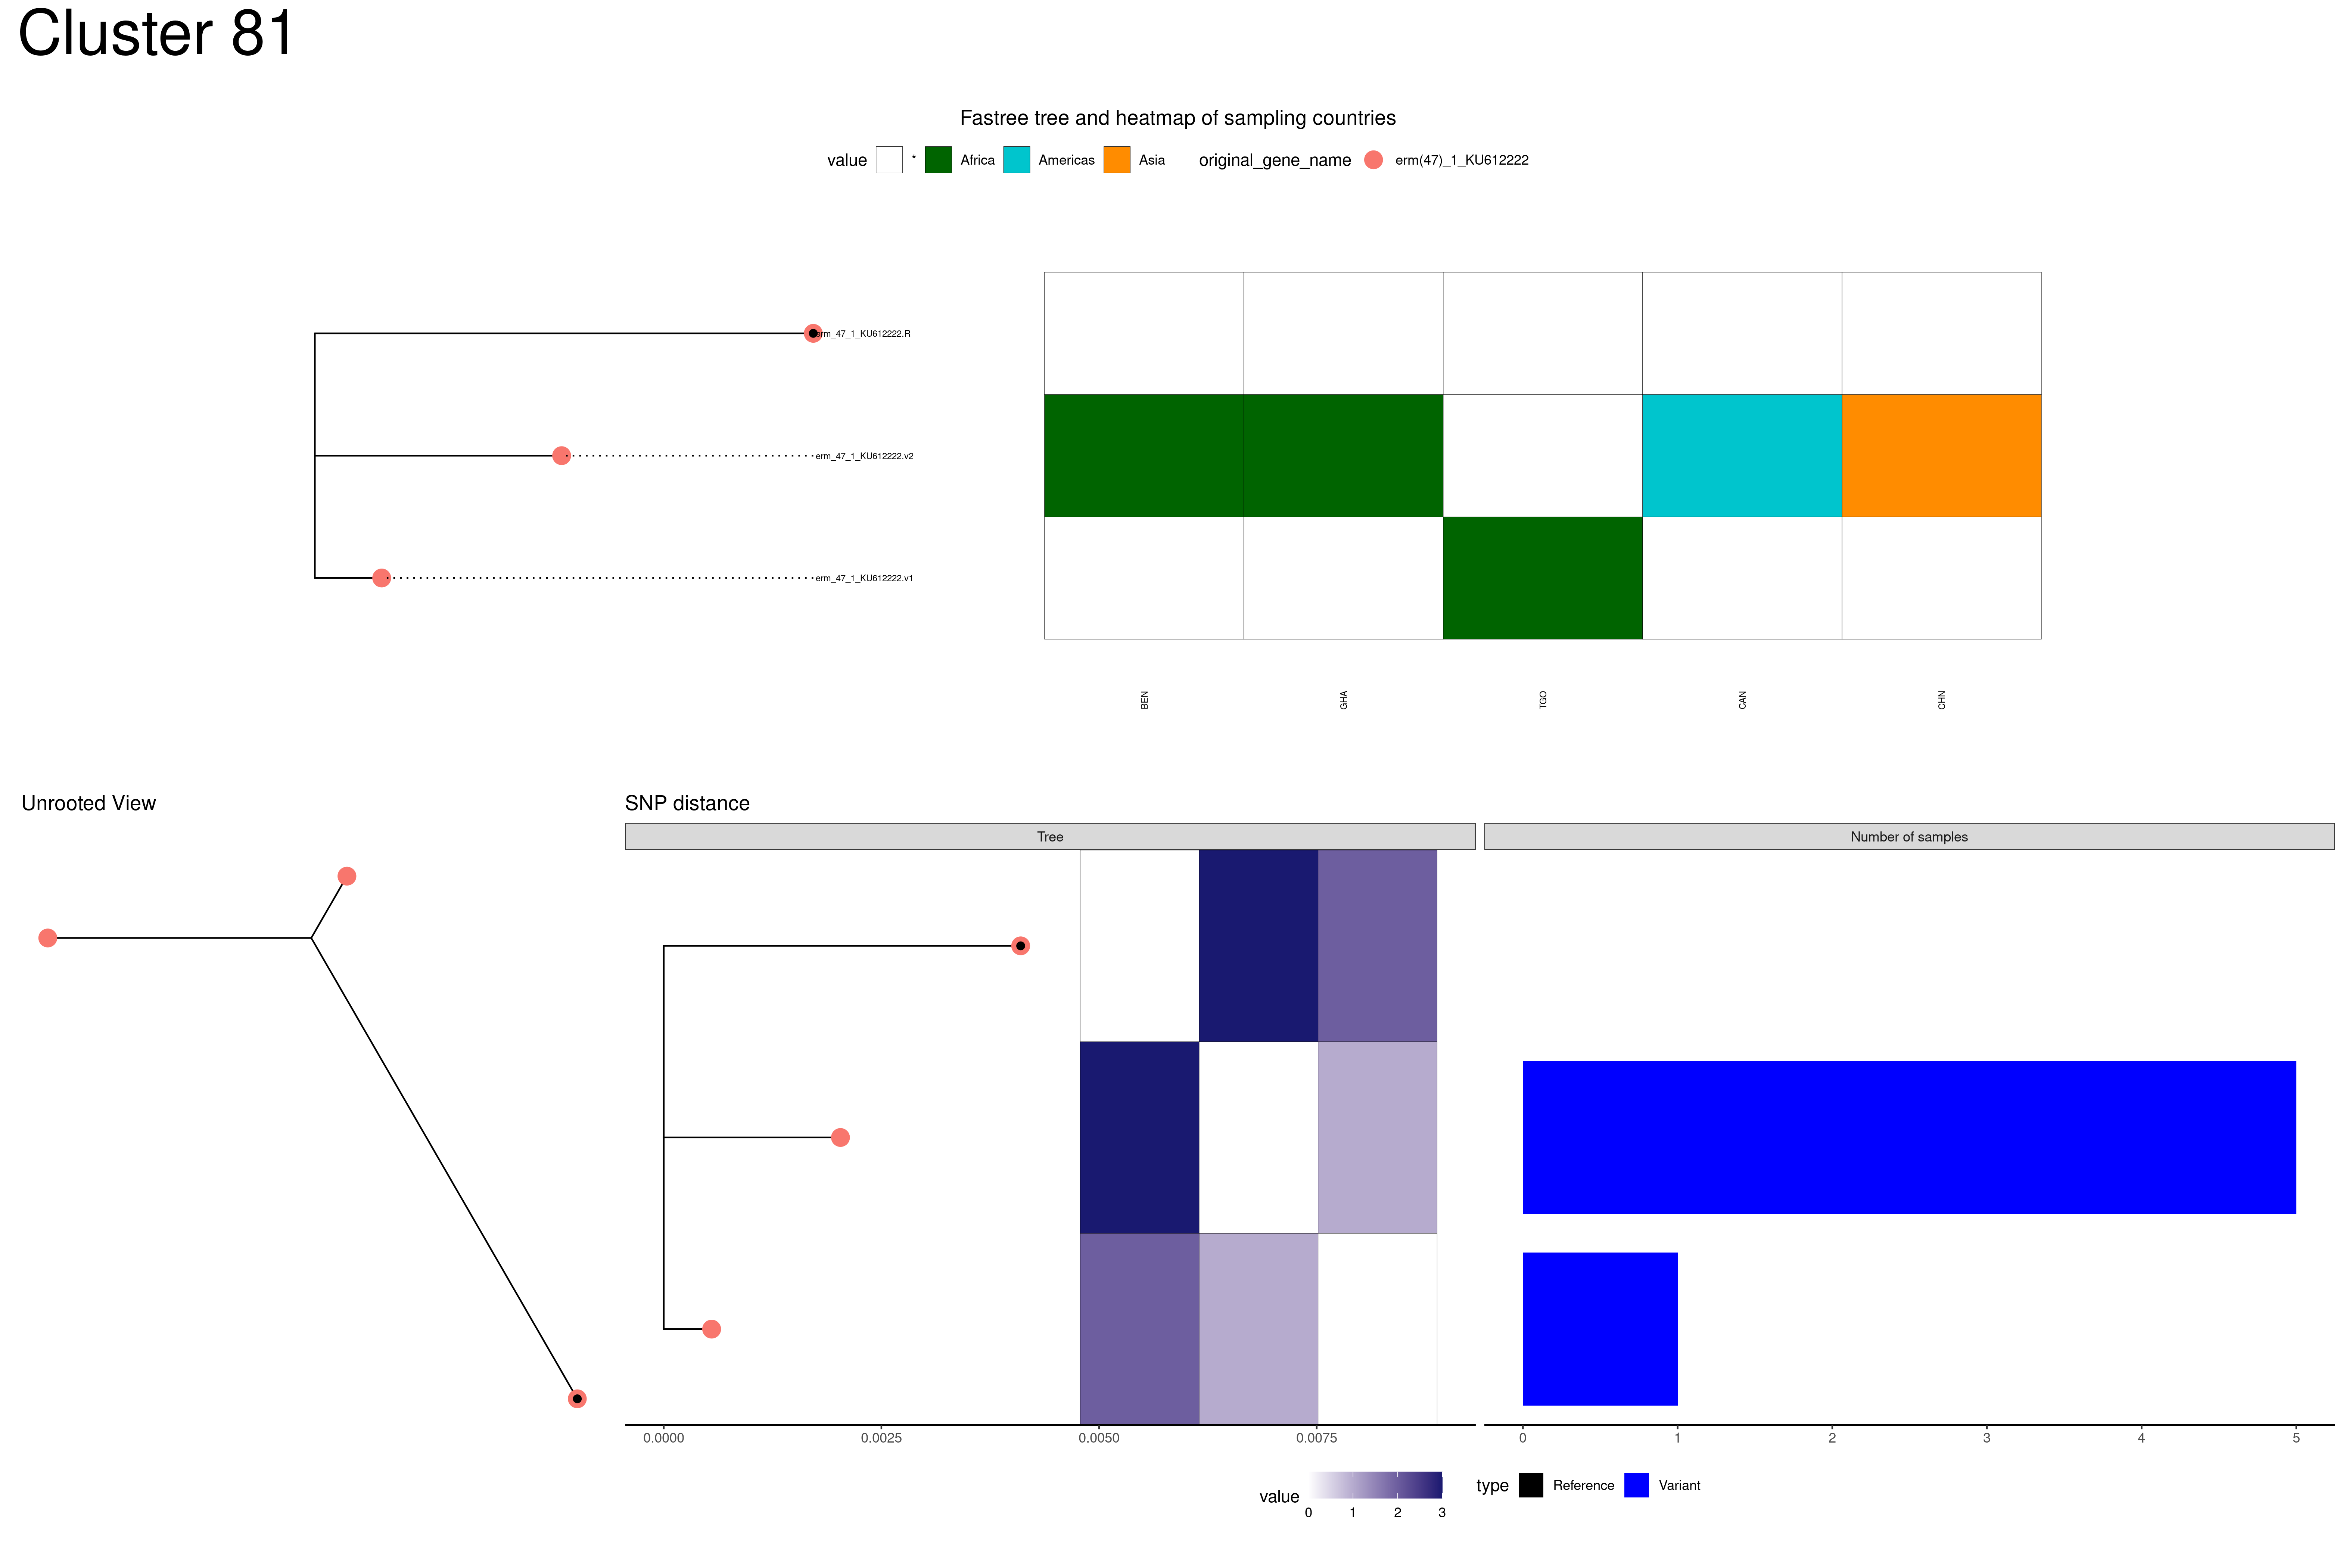 Cluster 81
Fastree tree and heatmap of sampling countries
value * Africa Americas Asia original_gene_name erm(47)_1_KU612222
erm_47_1_KU612222.R
erm_47_1_KU612222.v2
erm_47_1_KU612222.v1
BEN GHA TGO CAN CHN
Unrooted View
SNP distance
Tree Number of samples
0.0000 0.0025 0.0050 0.0075 0 1 2 3 4 5
value 0 1 2 3 type Reference Variant